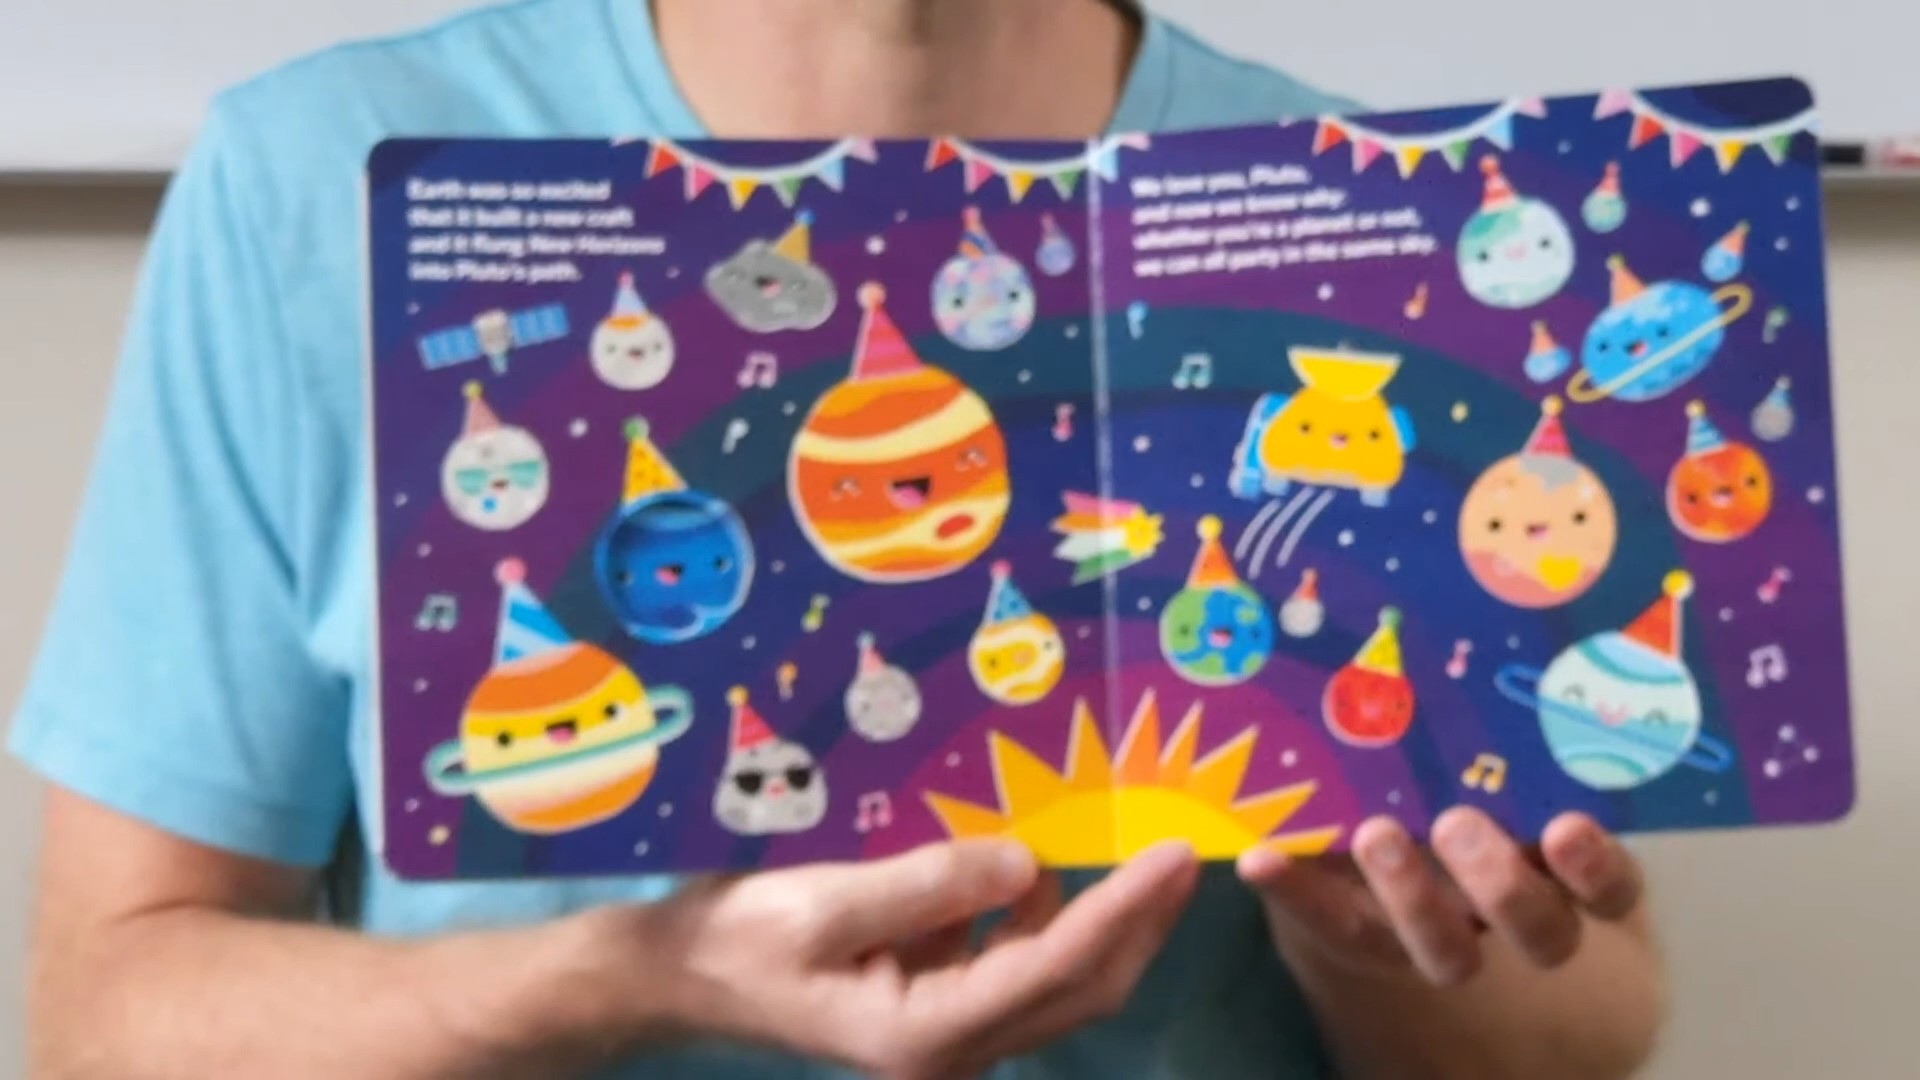 Earth was so excited
that it built a new craft
and it flung New Horizons
into Pluto's path.
We love you, Pluto,
and now we know why:
whether you're a planet or not,
we can all party in the same sky.